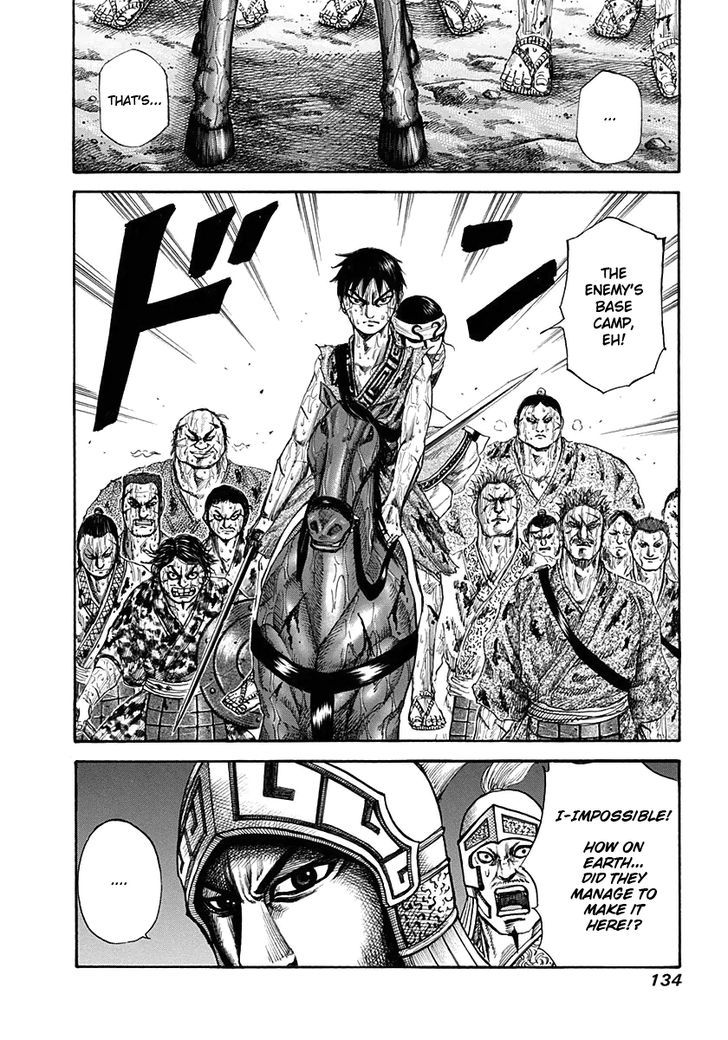 ...
THAT'S...
THE
ENEMY'S
BASE
CAMP,
EH!
ドン
I-IMPOSSIBLE!
HOW ON
EARTH...
DID THEY
MANAGE TO
MAKE IT
HERE!?
....
134